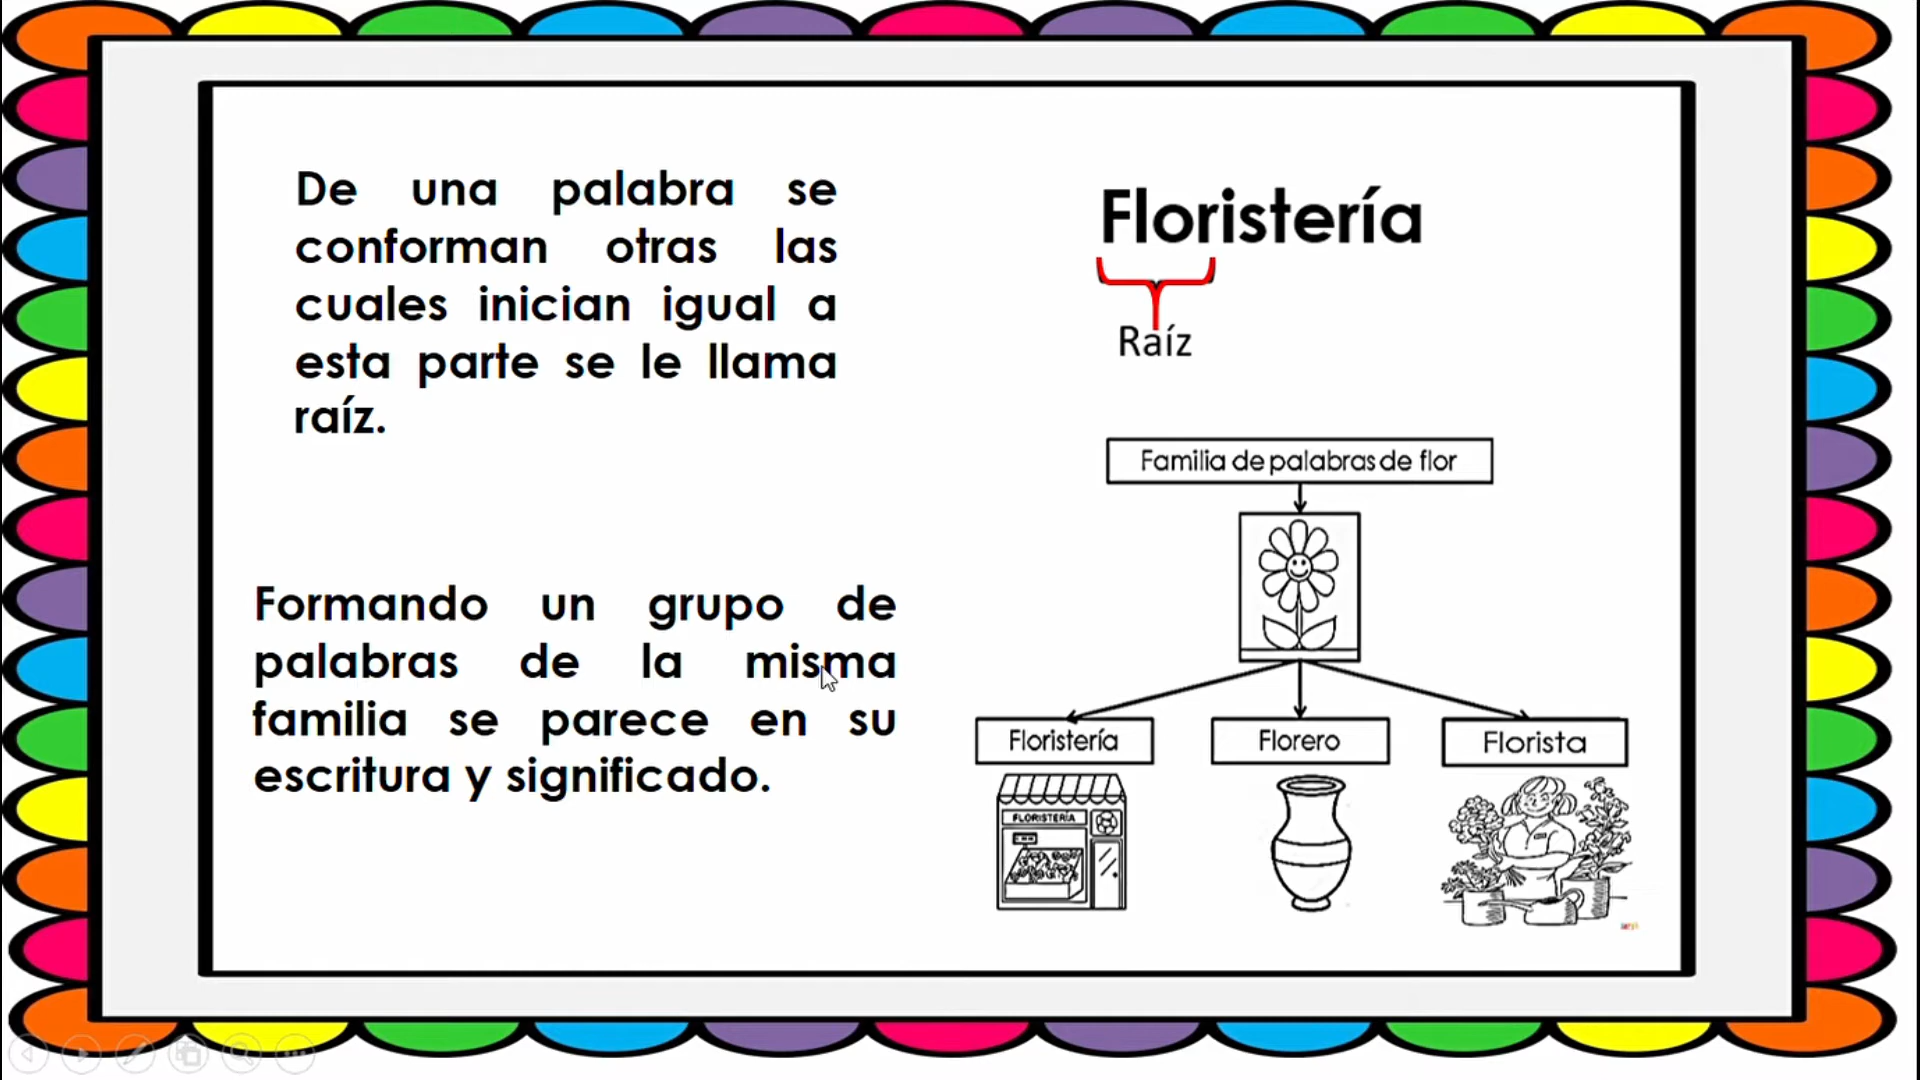 De una palabra se
conforman otras las
cuales inician igual a
esta parte se le llama
raíz.
Formando un grupo de
palabras de la misma
familia se parece en su
escritura y significado.
Floristería
Raíz
Familia de palabras de flor
Floristería
Florero
Florista
FLORISTERÍA